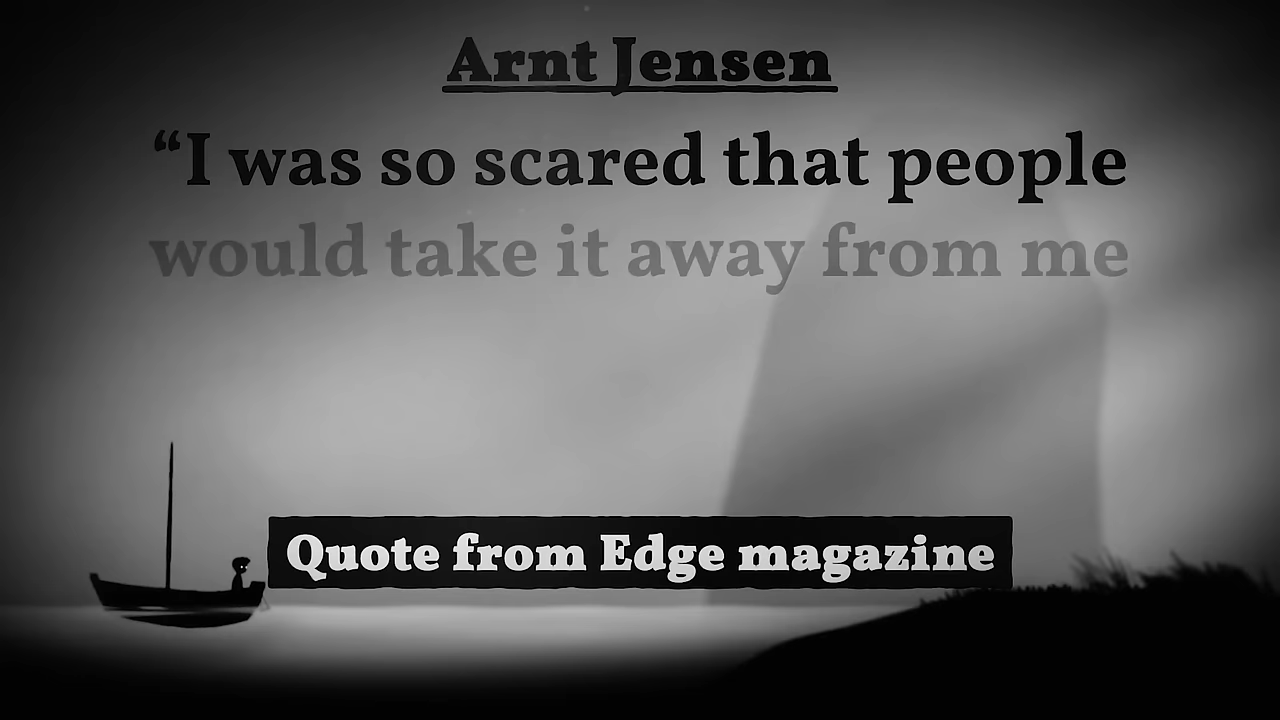 Arnt Jensen
“I was so scared that people
would take it away from me
Quote from Edge magazine